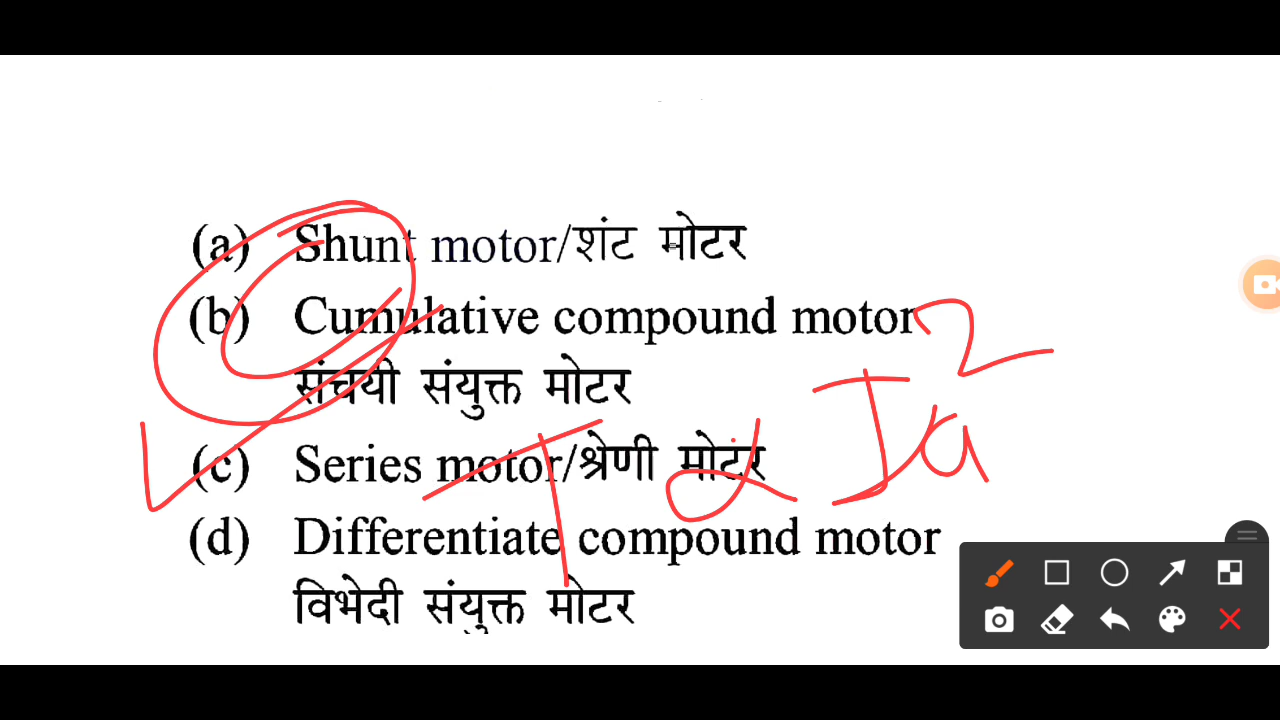 (a) Shunt motor/शंट मोटर
(b) Cumulative compound motor
संचयी संयुक्त मोटर
(c) Series motor/श्रेणी मोटर
T α Ia²
(d) Differentiate compound motor
विभेदी संयुक्त मोटर